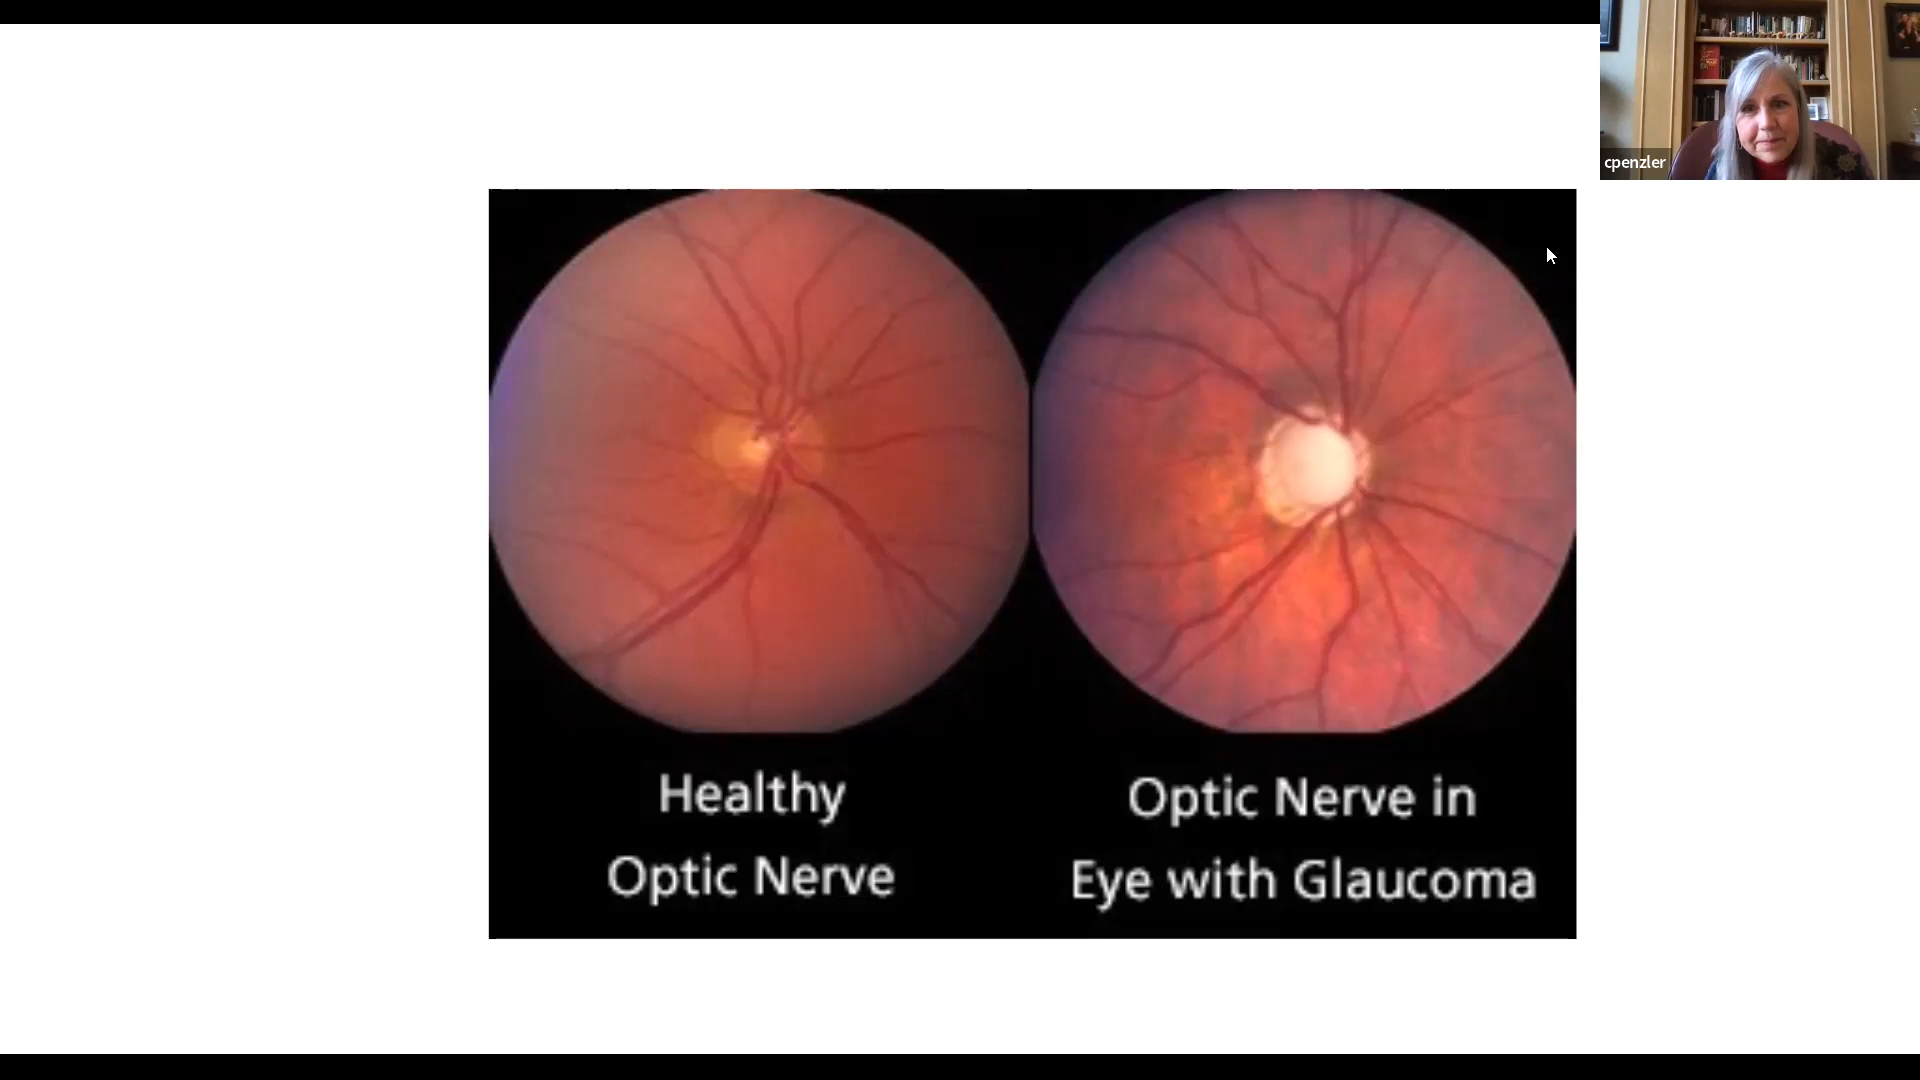 cpenzler
Healthy
Optic Nerve
Optic Nerve in
Eye with Glaucoma